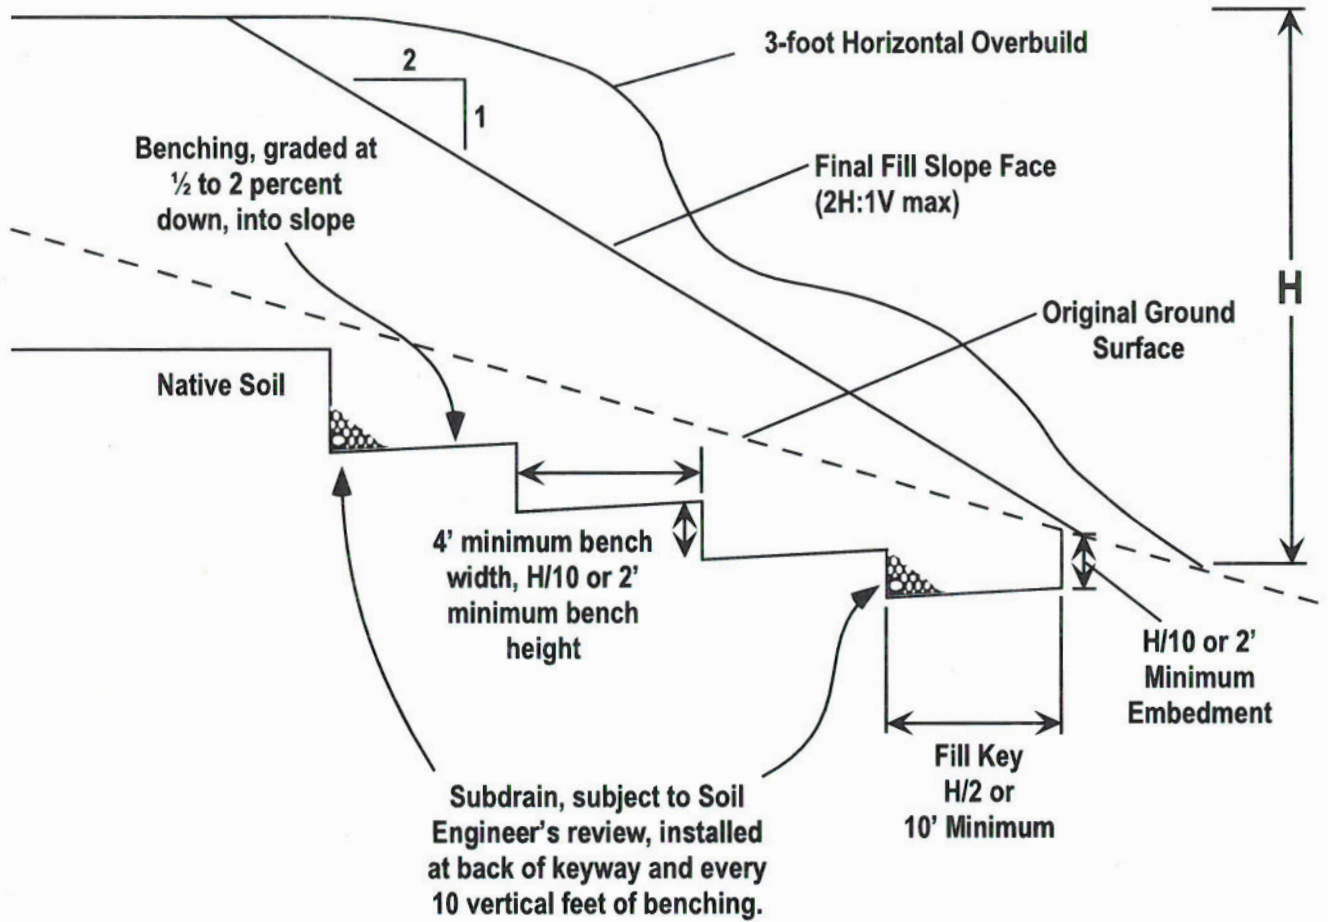 3-foot Horizontal Overbuild
2
1
Benching, graded at
½ to 2 percent
down, into slope
Final Fill Slope Face
(2H:1V max)
H
Original Ground
Surface
Native Soil
4' minimum bench
width, H/10 or 2'
minimum bench
height
H/10 or 2'
Minimum
Embedment
Fill Key
H/2 or
10' Minimum
Subdrain, subject to Soil
Engineer's review, installed
at back of keyway and every
10 vertical feet of benching.